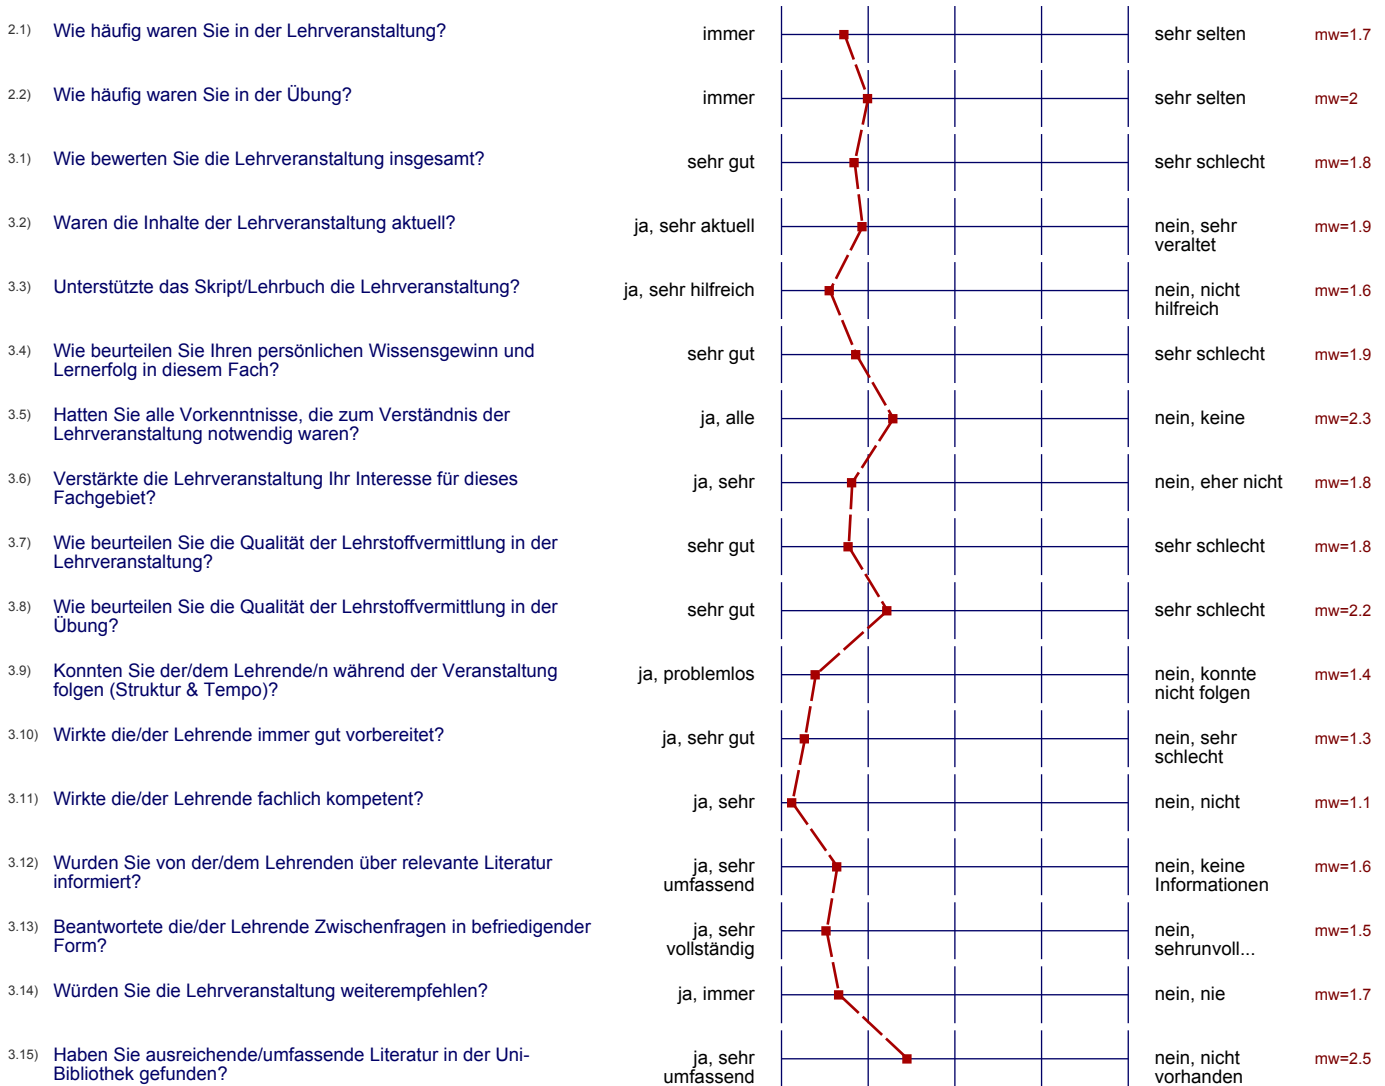 2.1) Wie häufig waren Sie in der Lehrveranstaltung? immer sehr selten mw=1.7
2.2) Wie häufig waren Sie in der Übung? immer sehr selten mw=2
3.1) Wie bewerten Sie die Lehrveranstaltung insgesamt? sehr gut sehr schlecht mw=1.8
3.2) Waren die Inhalte der Lehrveranstaltung aktuell? ja, sehr aktuell nein, sehr mw=1.9
veraltet
3.3) Unterstützte das Skript/Lehrbuch die Lehrveranstaltung? ja, sehr hilfreich nein, nicht mw=1.6
hilfreich
3.4) Wie beurteilen Sie Ihren persönlichen Wissensgewinn und sehr gut sehr schlecht mw=1.9
Lernerfolg in diesem Fach?
3.5) Hatten Sie alle Vorkenntnisse, die zum Verständnis der ja, alle nein, keine mw=2.3
Lehrveranstaltung notwendig waren?
3.6) Verstärkte die Lehrveranstaltung Ihr Interesse für dieses ja, sehr nein, eher nicht mw=1.8
Fachgebiet?
3.7) Wie beurteilen Sie die Qualität der Lehrstoffvermittlung in der sehr gut sehr schlecht mw=1.8
Lehrveranstaltung?
3.8) Wie beurteilen Sie die Qualität der Lehrstoffvermittlung in der sehr gut sehr schlecht mw=2.2
Übung?
3.9) Konnten Sie der/dem Lehrende/n während der Veranstaltung ja, problemlos nein, konnte mw=1.4
folgen (Struktur & Tempo)? nicht folgen
3.10) Wirkte die/der Lehrende immer gut vorbereitet? ja, sehr gut nein, sehr mw=1.3
schlecht
3.11) Wirkte die/der Lehrende fachlich kompetent? ja, sehr nein, nicht mw=1.1
3.12) Wurden Sie von der/dem Lehrenden über relevante Literatur ja, sehr nein, keine mw=1.6
informiert? umfassend Informationen
3.13) Beantwortete die/der Lehrende Zwischenfragen in befriedigender ja, sehr nein, mw=1.5
Form? vollständig sehrunvoll...
3.14) Würden Sie die Lehrveranstaltung weiterempfehlen? ja, immer nein, nie mw=1.7
3.15) Haben Sie ausreichende/umfassende Literatur in der Uni- ja, sehr nein, nicht mw=2.5
Bibliothek gefunden? umfassend vorhanden